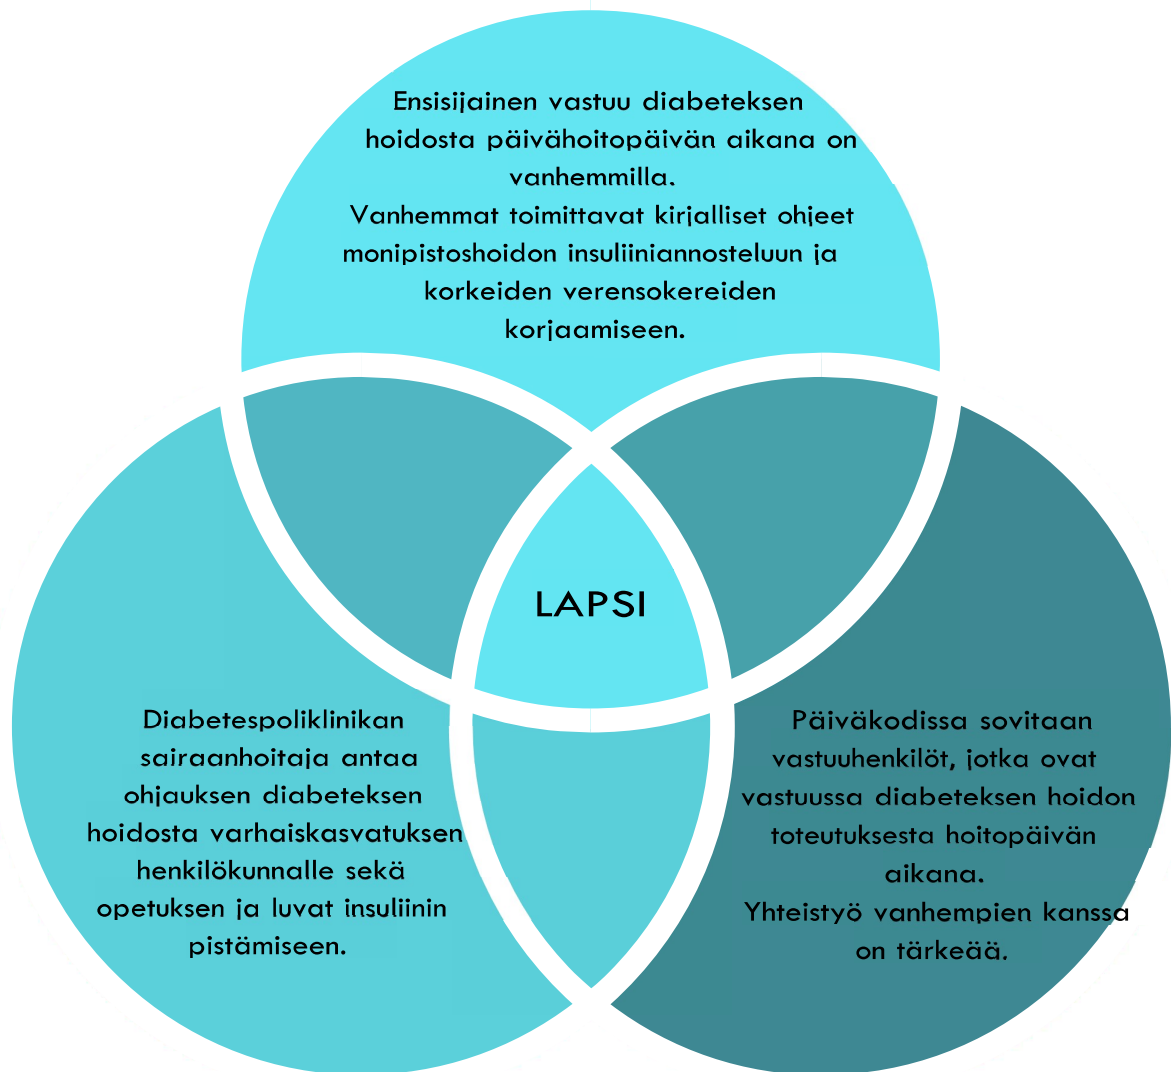 Ensisijainen vastuu diabeteksen
hoidosta päivähoitopäivän aikana on
vanhemmilla.
Vanhemmat toimittavat kirjalliset ohjeet
monipistoshoidon insuliiniannosteluun ja
korkeiden verensokereiden
korjaamiseen.
LAPSI
Diabetespoliklinikan
sairaanhoitaja antaa
ohjauksen diabeteksen
hoidosta varhaiskasvatuksen
henkilökunnalle sekä
opetuksen ja luvat insuliinin
pistämiseen.
Päiväkodissa sovitaan
vastuuhenkilöt, jotka ovat
vastuussa diabeteksen hoidon
toteutuksesta hoitopäivän
aikana.
Yhteistyö vanhempien kanssa
on tärkeää.